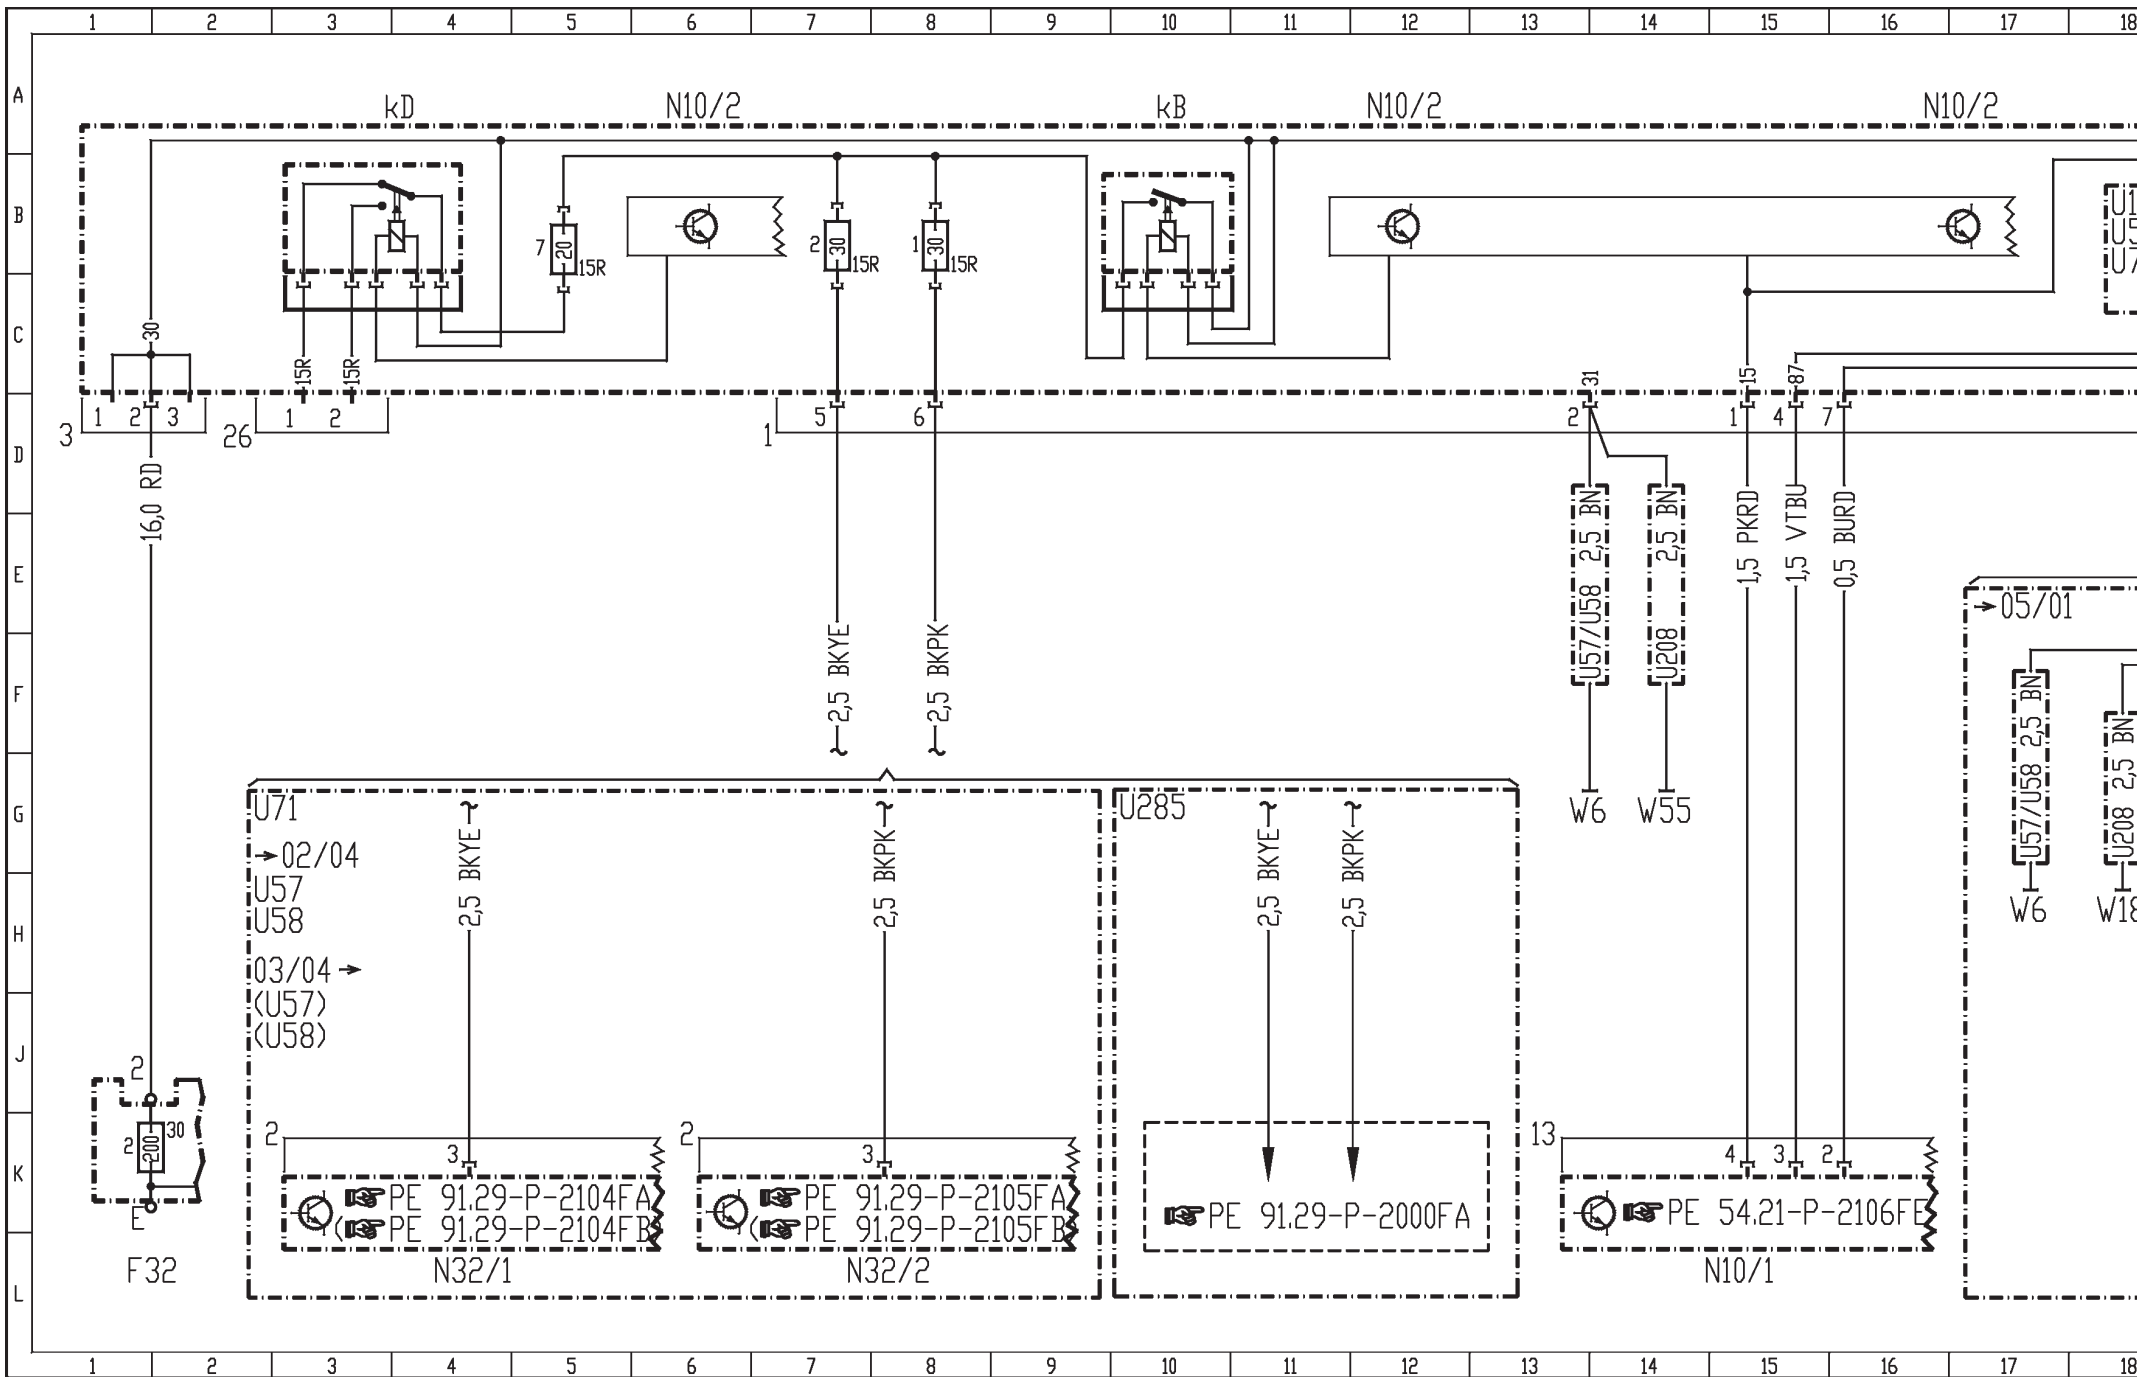 1 2 3 4 5 6 7 8 9 10 11 12 13 14 15 16 17 18
A
kD N10/2 kB N10/2 N10/2
B
U1
U5
U7
7 20 15R
2 30 15R
1 30 15R
C
30
15R 15R
31 15 87
1 2 3
3
1 2
26
5 6
1
2 1 4 7
D
16,0 RD
2,5 BKYE
2,5 BKPK
U57/U58 2,5 BN
U208 2,5 BN
1,5 PKRD
1,5 VTBU
0,5 BURD
E
→ 05/01
F
U57/U58 2,5 BN
U208 2,5 BN
W6 W55
W6 W18
G
U71
→ 02/04
U57
U58
H
03/04 →
(U57)
(U58)
2,5 BKYE
2,5 BKPK
U285
2,5 BKYE
2,5 BKPK
J
2
2 200 30
E
F32
K
2 3
PE 91.29-P-2104FA
(PE 91.29-P-2104FB)
N32/1
2 3
PE 91.29-P-2105FA
(PE 91.29-P-2105FB)
N32/2
PE 91.29-P-2000FA
13 4 3 2
PE 54.21-P-2106FE
N10/1
L
1 2 3 4 5 6 7 8 9 10 11 12 13 14 15 16 17 18